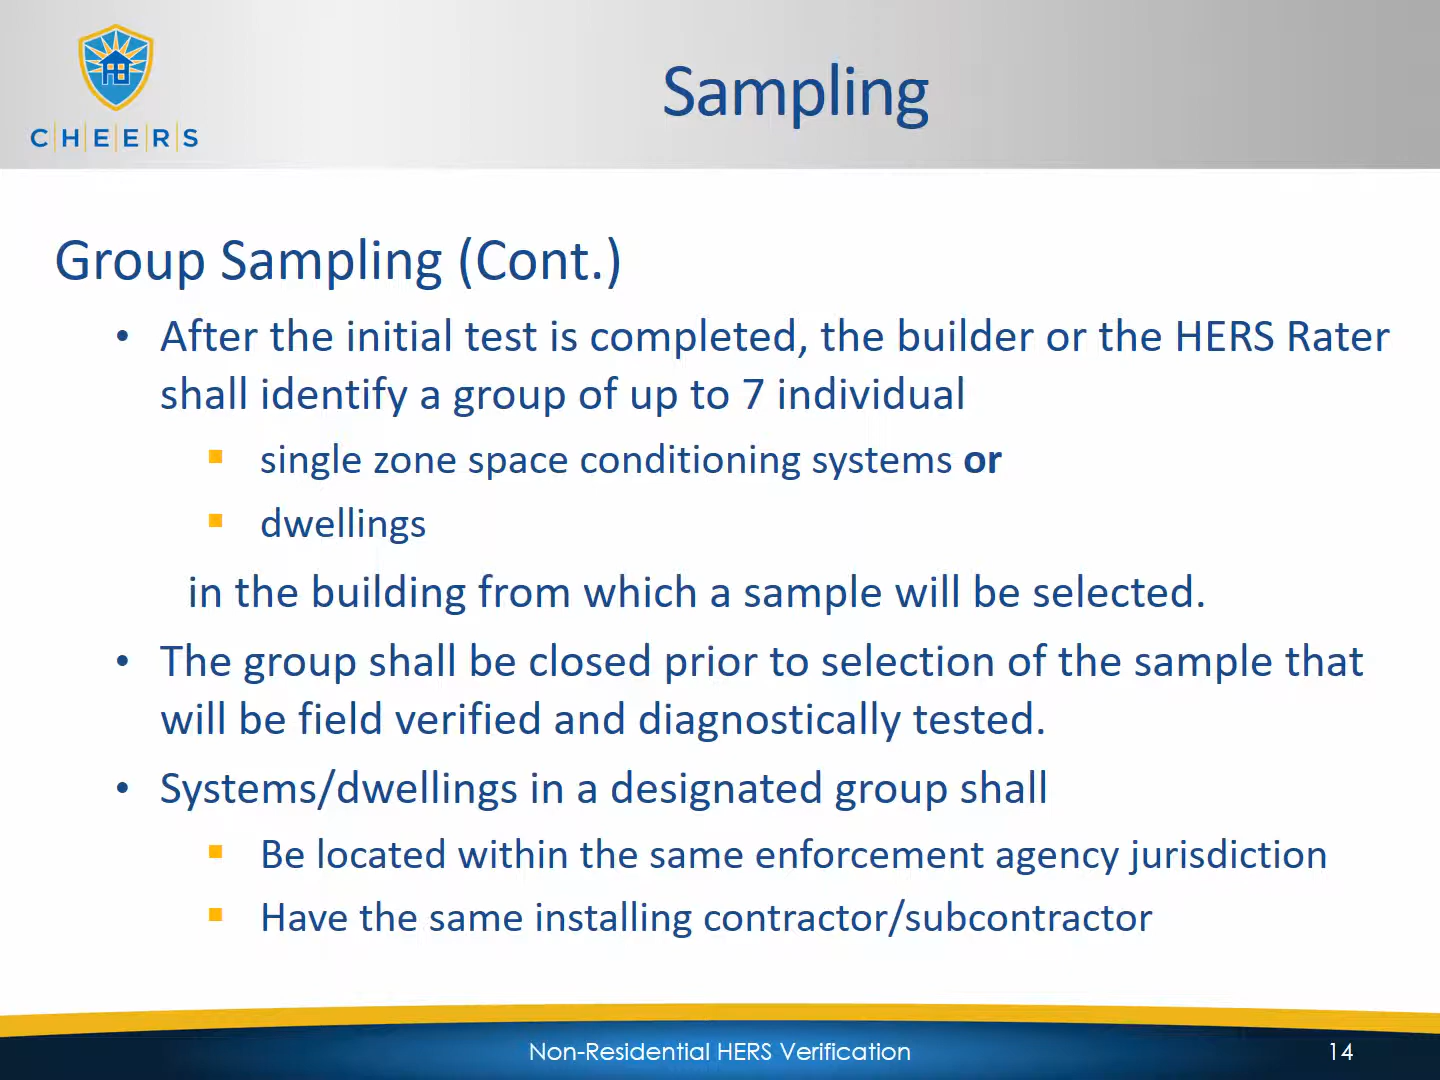 CHEERS
Sampling
Group Sampling (Cont.)
• After the initial test is completed, the builder or the HERS Rater
shall identify a group of up to 7 individual
▪ single zone space conditioning systems or
▪ dwellings
in the building from which a sample will be selected.
• The group shall be closed prior to selection of the sample that
will be field verified and diagnostically tested.
• Systems/dwellings in a designated group shall
▪ Be located within the same enforcement agency jurisdiction
▪ Have the same installing contractor/subcontractor
Non-Residential HERS Verification
14